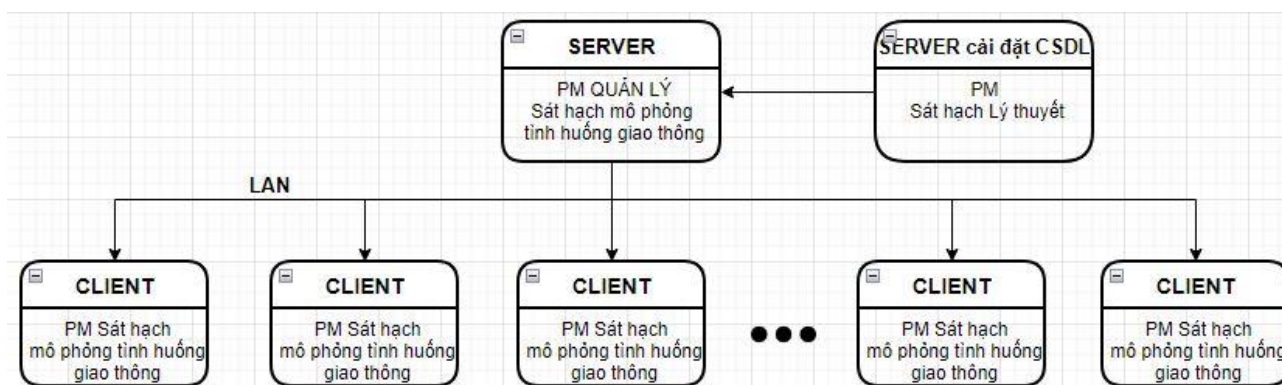 SERVER
PM QUẢN LÝ
Sát hạch mô phỏng
tình huống giao thông
SERVER cài đặt CSDL
PM
Sát hạch Lý thuyết
LAN
CLIENT
PM Sát hạch
mô phỏng tình huống
giao thông
CLIENT
PM Sát hạch
mô phỏng tình huống
giao thông
CLIENT
PM Sát hạch
mô phỏng tình huống
giao thông
CLIENT
PM Sát hạch
mô phỏng tình huống
giao thông
CLIENT
PM Sát hạch
mô phỏng tình huống
giao thông